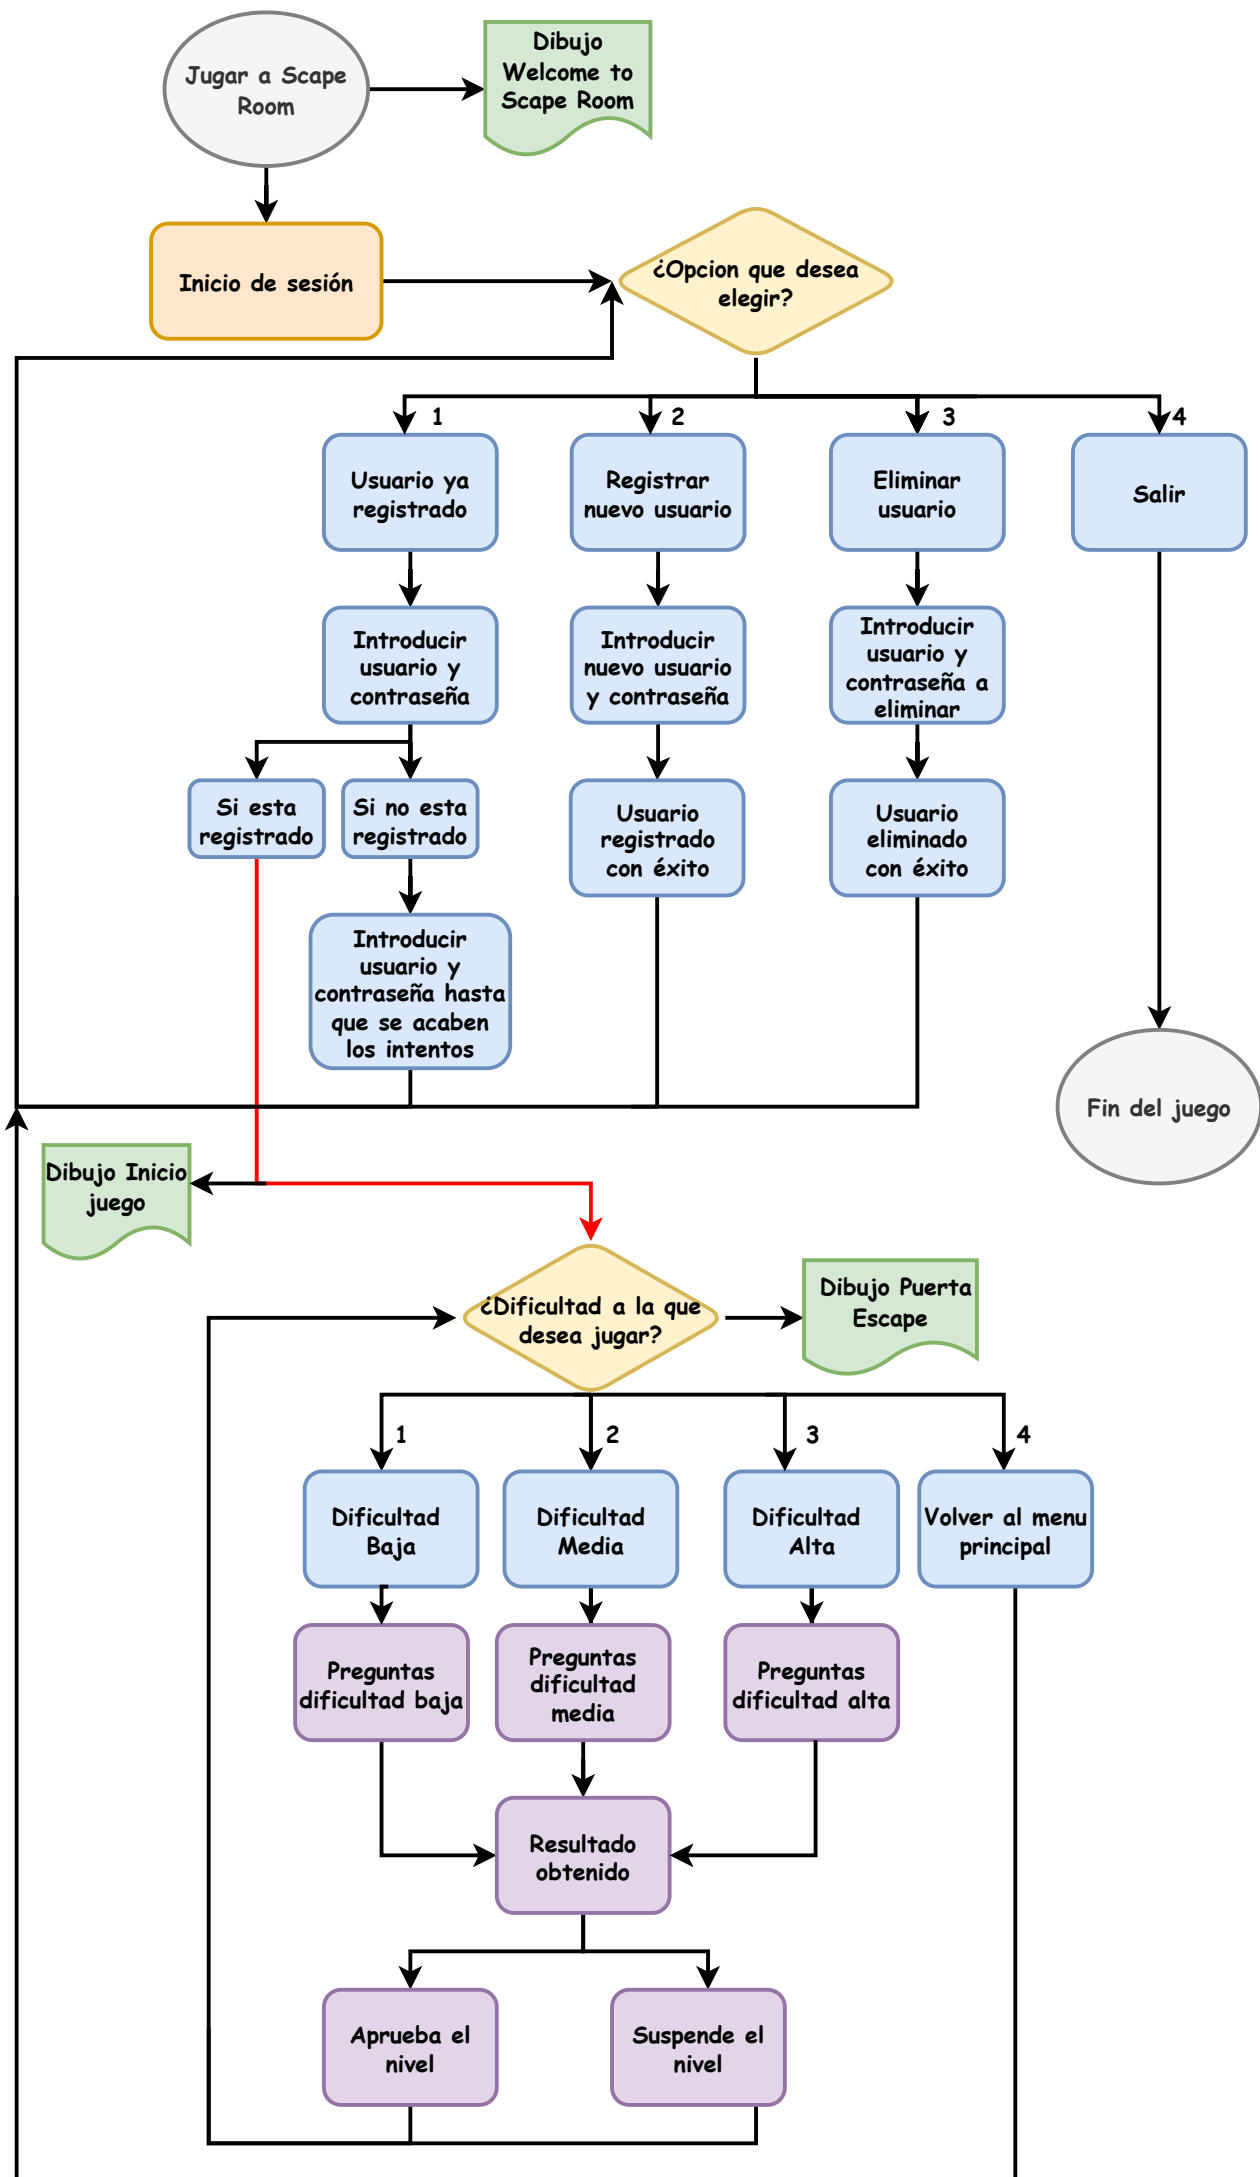 Jugar a Scape
Room
Dibujo
Welcome to
Scape Room
Inicio de sesión
¿Opcion que desea
elegir?
1
2
3
4
Usuario ya
registrado
Registrar
nuevo usuario
Eliminar
usuario
Salir
Introducir
usuario y
contraseña
Introducir
nuevo usuario
y contraseña
Introducir
usuario y
contraseña a
eliminar
Si esta
registrado
Si no esta
registrado
Usuario
registrado
con éxito
Usuario
eliminado
con éxito
Introducir
usuario y
contraseña hasta
que se acaben
los intentos
Fin del juego
Dibujo Inicio
juego
¿Dificultad a la que
desea jugar?
Dibujo Puerta
Escape
1
2
3
4
Dificultad
Baja
Dificultad
Media
Dificultad
Alta
Volver al menu
principal
Preguntas
dificultad baja
Preguntas
dificultad
media
Preguntas
dificultad alta
Resultado
obtenido
Aprueba el
nivel
Suspende el
nivel